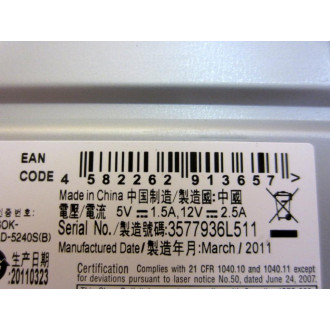 EAN
CODE
4 582262 913657 >
Made in China 中国制造/製造國:中國
電壓/電流 5V⎓1.5A,12V⎓2.5A
D-5240S(B)
Serial No./製造號碼:3577936L511
Manufactured Date/製造年月:March/2011
生产日期
20110323
Certification Complies with 21 CFR 1040.10 and 1040.11 except
for deviations pursuant to Laser Notice No.50, dated June 24, 2007.